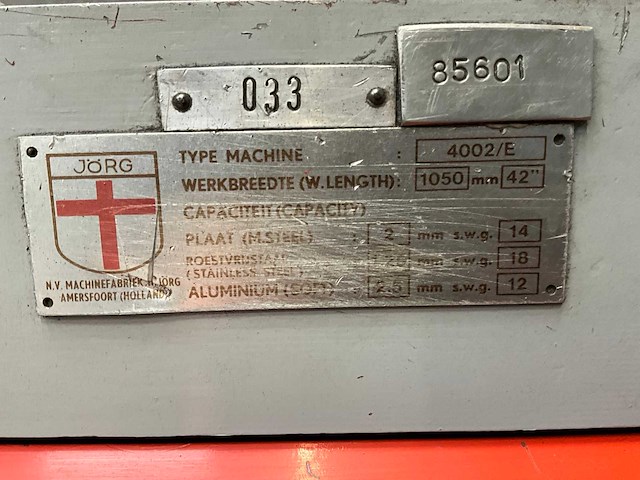 033
85601
JÖRG
N.V. MACHINEFABRIEK JÖRG
AMERSFOORT (HOLLAND)
TYPE MACHINE : 4002/E
WERKBREEDTE (W.LENGTH): 1050 mm 42"
CAPACITEIT (CAPACITY)
PLAAT (M.STEEL) : 2 mm s.w.g. 14
ROESTVRIJSTAAL mm s.w.g. 18
(STAINLESS STEEL)
ALUMINIUM (SOFT) : 2.5 mm s.w.g. 12